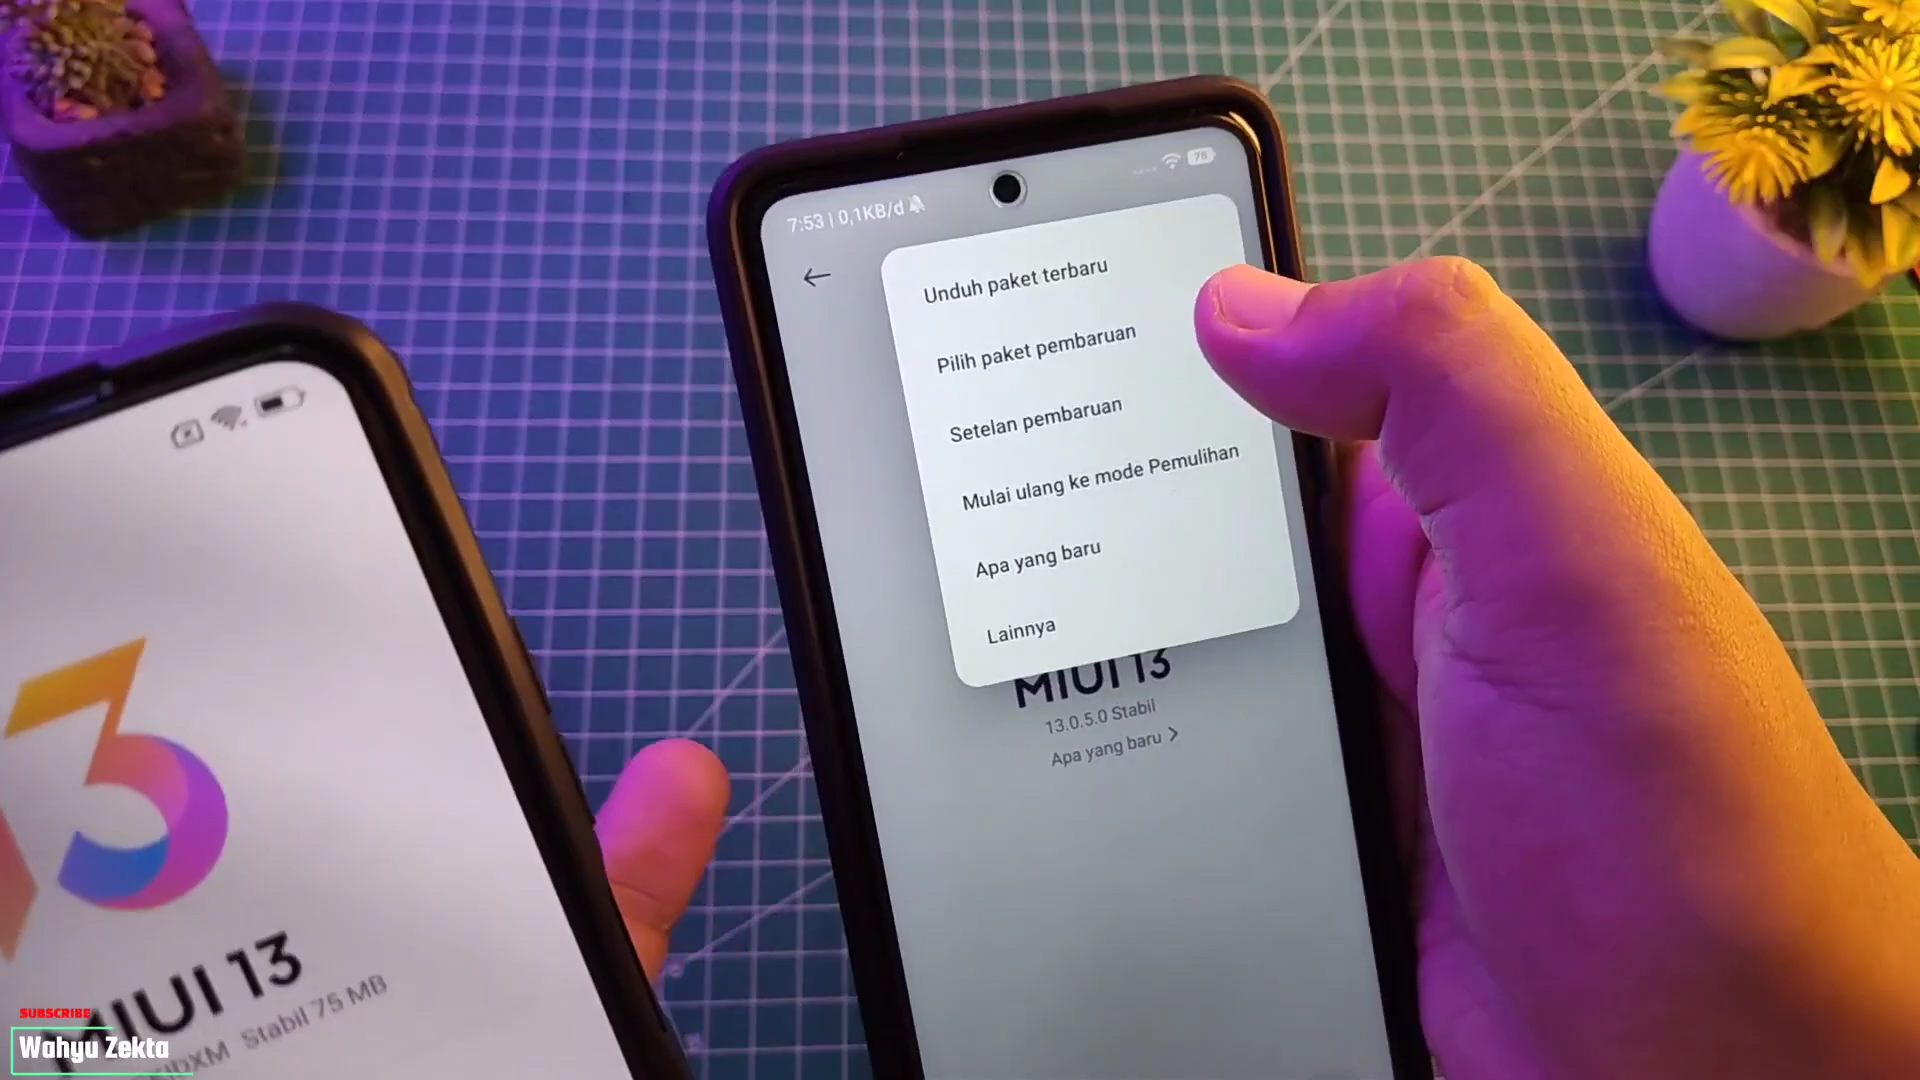 7:53 | 0,1KB/d
76
Unduh paket terbaru
Pilih paket pembaruan
Setelan pembaruan
Mulai ulang ke mode Pemulihan
Apa yang baru
Lainnya
MIUI 13
13.0.5.0 Stabil
Apa yang baru >
MIUI 13
Stabil 75 MB
SUBSCRIBE
Wahyu Zekta